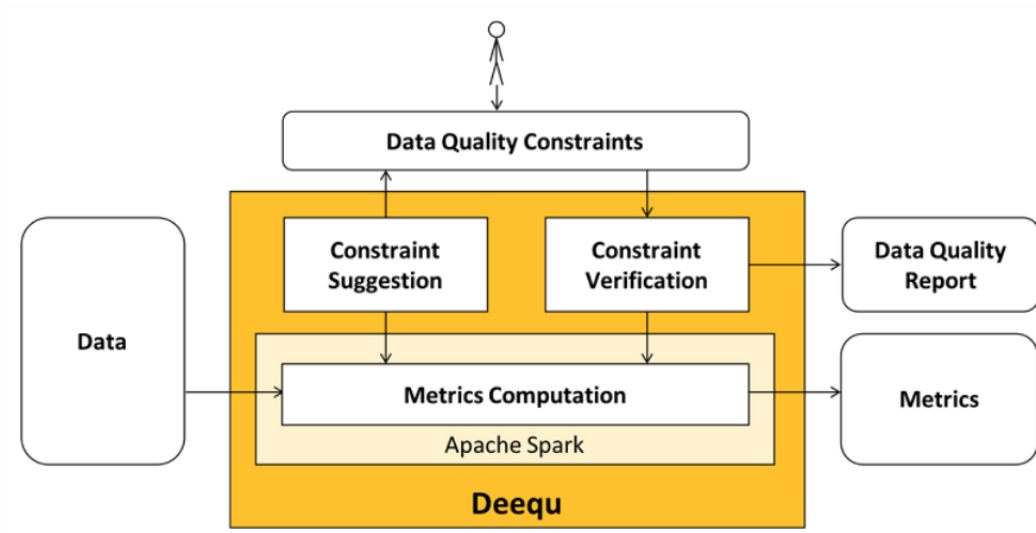 Data Quality Constraints
Constraint
Suggestion
Constraint
Verification
Data Quality
Report
Data
Metrics Computation
Metrics
Apache Spark
Deequ